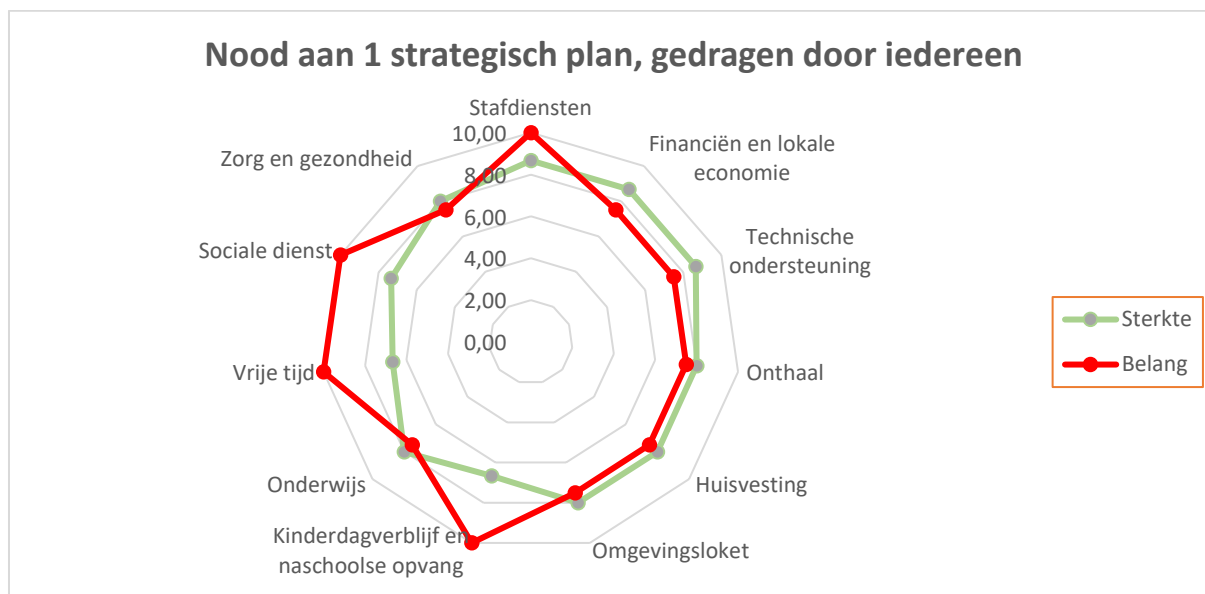 Nood aan 1 strategisch plan, gedragen door iedereen
Stafdiensten
10,00
8,00
6,00
4,00
2,00
0,00
Financiën en lokale
economie
Technische
ondersteuning
Onthaal
Huisvesting
Omgevingsloket
Kinderdagverblijf en
naschoolse opvang
Onderwijs
Vrije tijd
Sociale dienst
Zorg en gezondheid
Sterkte
Belang